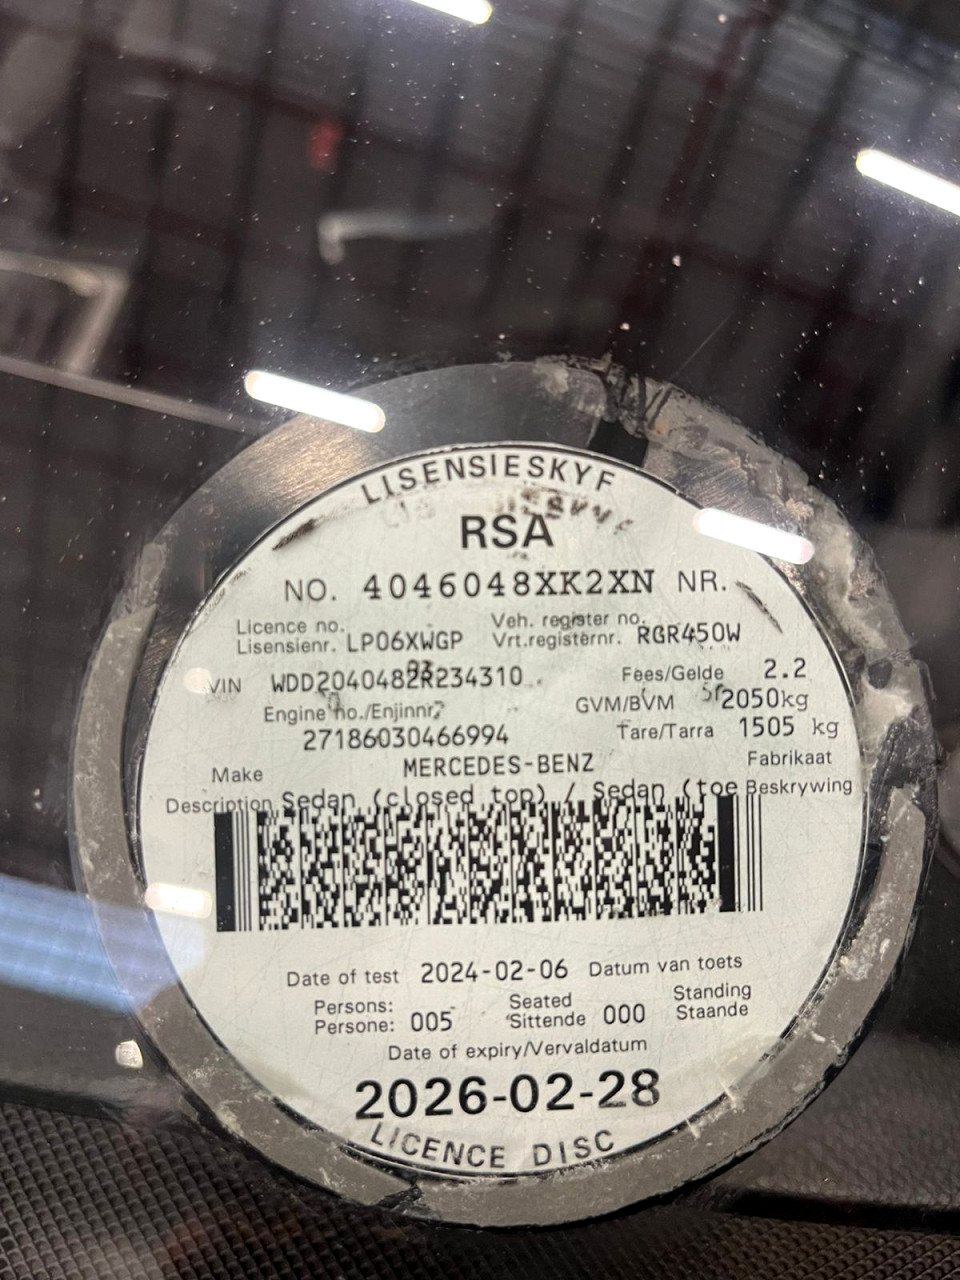 LISENSIESKYF
RSA
NO. 4046048XK2XN NR.
Licence no. Veh. register no.
Lisensienr. LP06XWGP Vrt.registernr. RGR450W
VIN WDD2040482R234310 Fees/Gelde 2.2
Engine no./Enjinnr. GVM/BVM 2050kg
27186030466994 Tare/Tarra 1505 kg
Make MERCEDES-BENZ Fabrikaat
Description Sedan (closed top) / Sedan (toe Beskrywing
Date of test 2024-02-06 Datum van toets
Persons: Seated Standing
Persone: 005 Sittende 000 Staande
Date of expiry/Vervaldatum
2026-02-28
LICENCE DISC